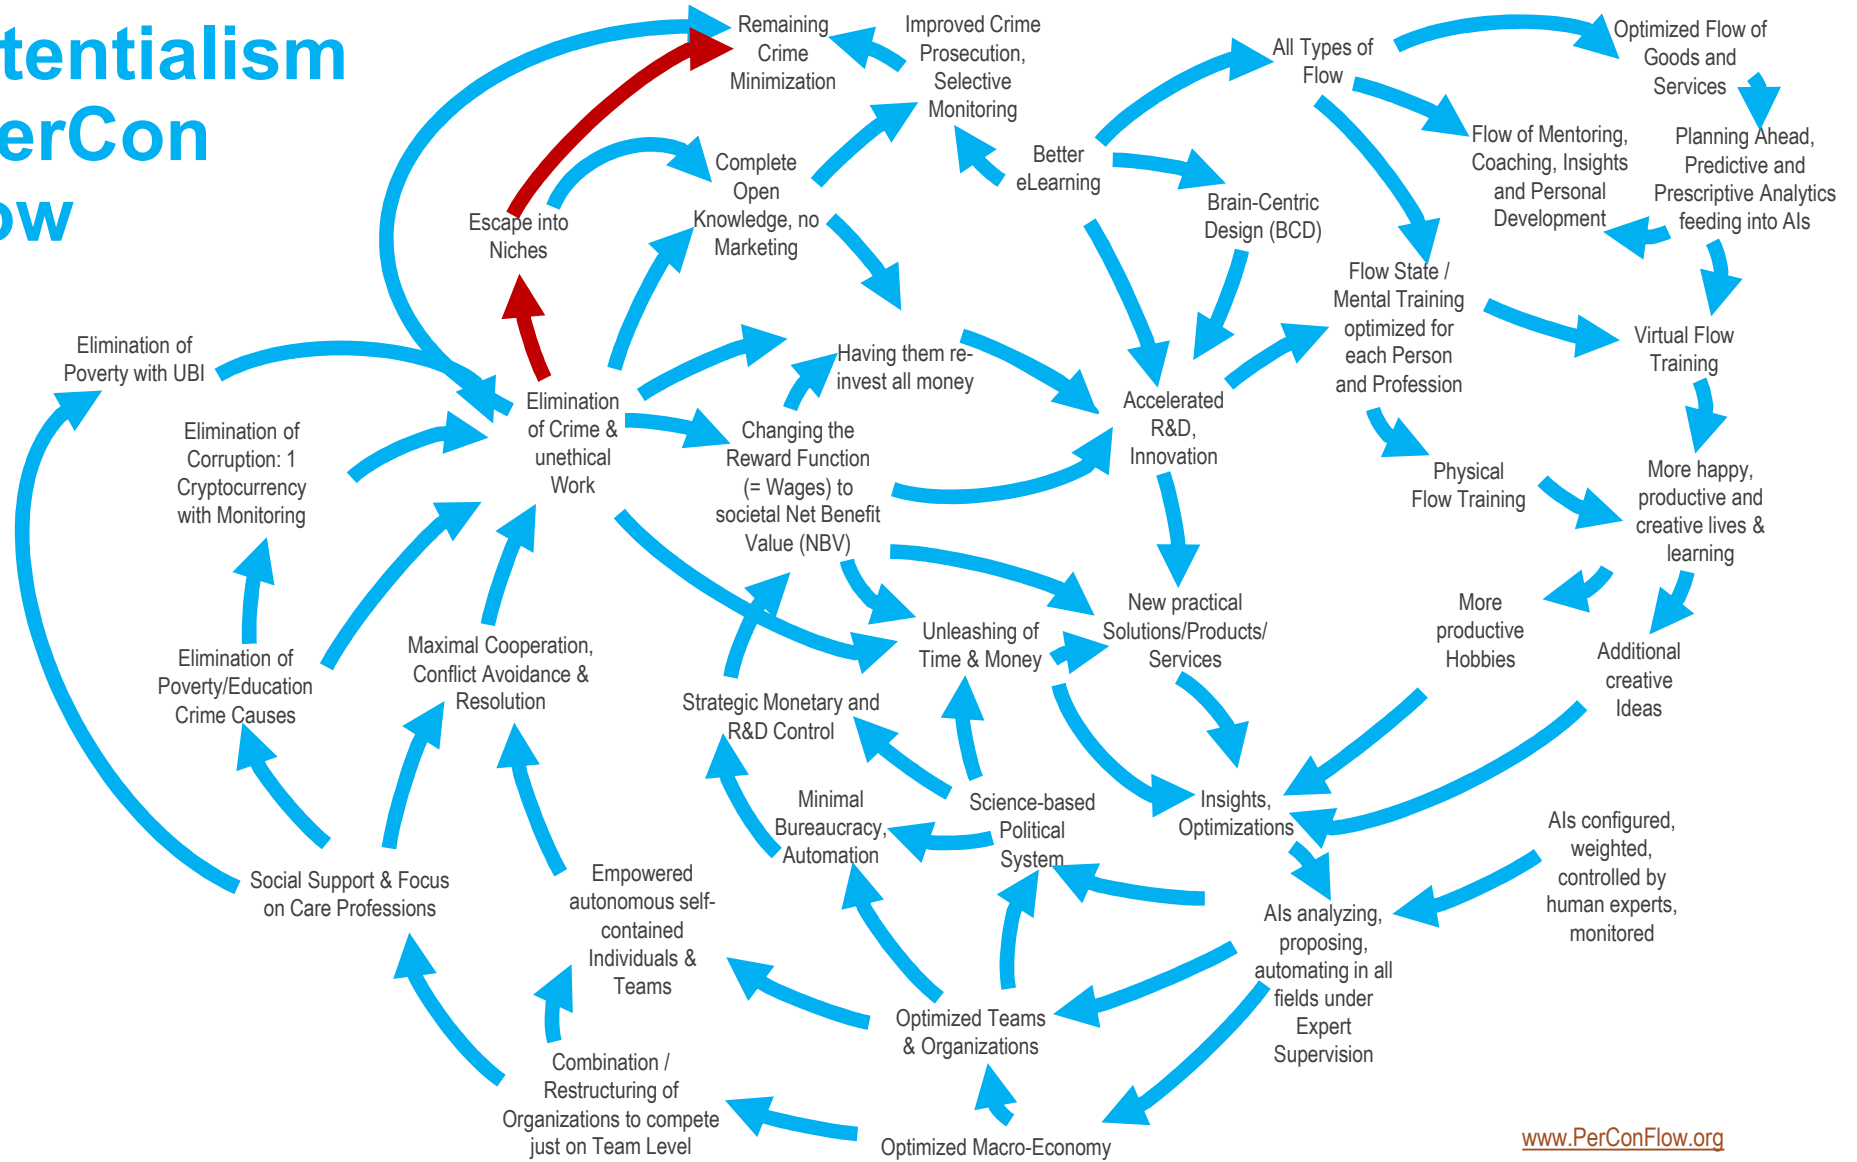 tentialism
erCon
ow
Remaining
Crime
Minimization
Improved Crime
Prosecution,
Selective
Monitoring
All Types of
Flow
Optimized Flow of
Goods and
Services
Flow of Mentoring,
Coaching, Insights
and Personal
Development
Planning Ahead,
Predictive and
Prescriptive Analytics
feeding into AIs
Better
eLearning
Complete
Open
Knowledge, no
Marketing
Escape into
Niches
Brain-Centric
Design (BCD)
Flow State /
Mental Training
optimized for
each Person
and Profession
Virtual Flow
Training
Elimination of
Poverty with UBI
Having them re-
invest all money
Elimination
of Crime &
unethical
Work
Accelerated
R&D,
Innovation
Elimination of
Corruption: 1
Cryptocurrency
with Monitoring
Changing the
Reward Function
(= Wages) to
societal Net Benefit
Value (NBV)
Physical
Flow Training
More happy,
productive and
creative lives &
learning
More
productive
Hobbies
Additional
creative
Ideas
New practical
Solutions/Products/
Services
Unleashing of
Time & Money
Maximal Cooperation,
Conflict Avoidance &
Resolution
Elimination of
Poverty/Education
Crime Causes
Strategic Monetary and
R&D Control
Minimal
Bureaucracy,
Automation
Science-based
Political
System
Insights,
Optimizations
AIs configured,
weighted,
controlled by
human experts,
monitored
Social Support & Focus
on Care Professions
Empowered
autonomous self-
contained
Individuals &
Teams
AIs analyzing,
proposing,
automating in all
fields under
Expert
Supervision
Optimized Teams
& Organizations
Combination /
Restructuring of
Organizations to compete
just on Team Level
Optimized Macro-Economy
www.PerConFlow.org